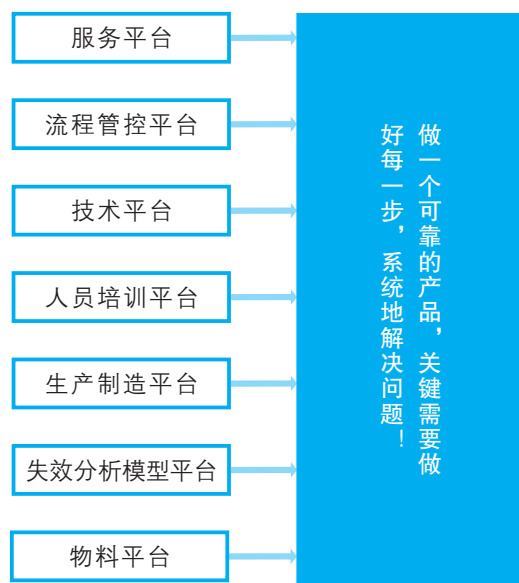 服务平台
流程管控平台
技术平台
人员培训平台
生产制造平台
失效分析模型平台
物料平台
做一个可靠的产品，关键需要做
好每一步，系统地解决问题！